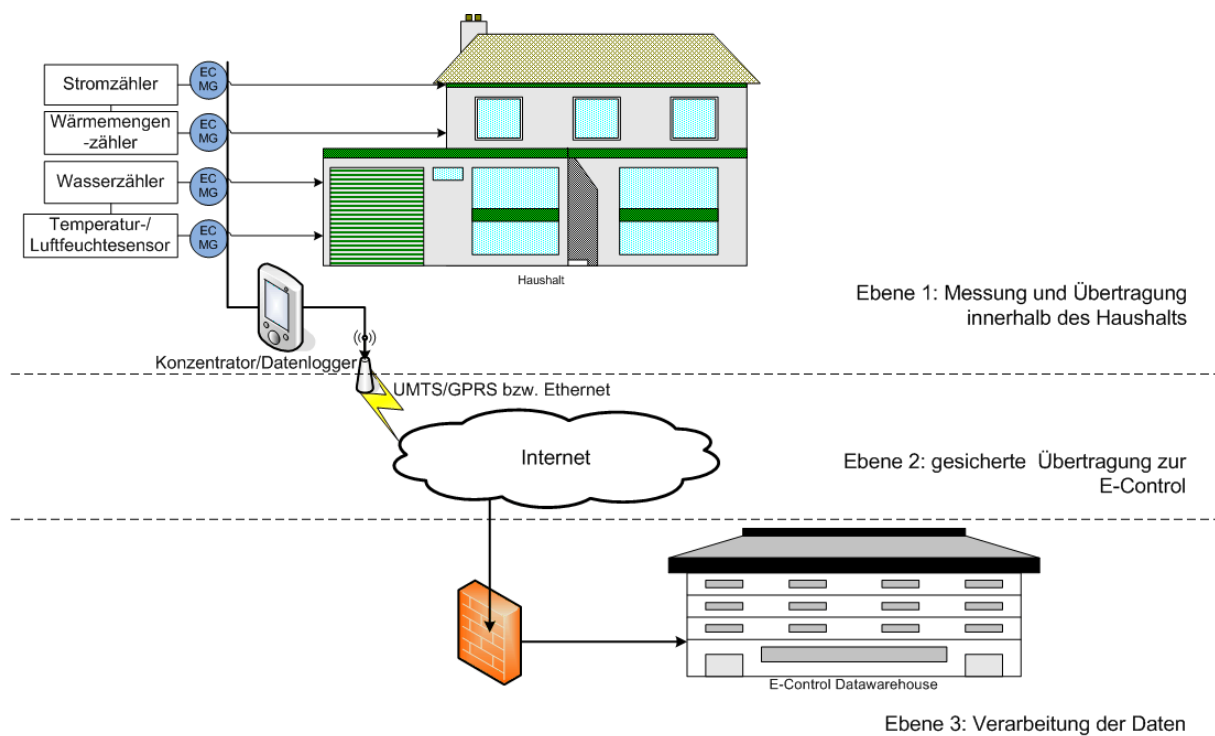 Stromzähler
EC
MG
Wärmemengen
-zähler
EC
MG
Wasserzähler
EC
MG
Temperatur-/
Luftfeuchtesensor
EC
MG
Haushalt
Ebene 1: Messung und Übertragung
innerhalb des Haushalts
Konzentrator/Datenlogger
UMTS/GPRS bzw. Ethernet
Internet
Ebene 2: gesicherte Übertragung zur
E-Control
E-Control Datawarehouse
Ebene 3: Verarbeitung der Daten